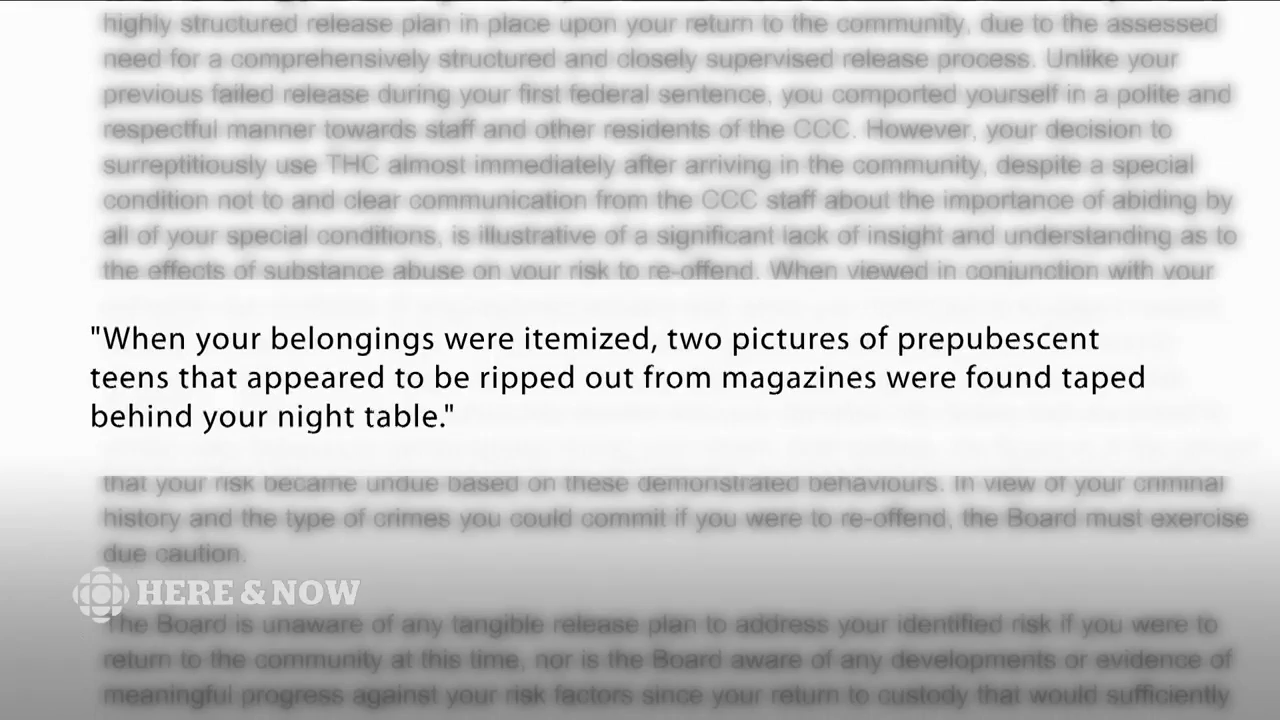 highly structured release plan in place upon your return to the community, due to the assessed
need for a comprehensively structured and closely supervised release process. Unlike your
previous failed release during your first federal sentence, you comported yourself in a polite and
respectful manner towards staff and other residents of the CCC. However, your decision to
surreptitiously use THC almost immediately after arriving in the community, despite a special
condition not to and clear communication from the CCC staff about the importance of abiding by
all of your special conditions, is illustrative of a significant lack of insight and understanding as to
the effects of substance abuse on your risk to re-offend. When viewed in conjunction with your
"When your belongings were itemized, two pictures of prepubescent
teens that appeared to be ripped out from magazines were found taped
behind your night table."
that your risk became undue based on these demonstrated behaviours. In view of your criminal
history and the type of crimes you could commit if you were to re-offend, the Board must exercise
due caution.
HERE & NOW
The Board is unaware of any tangible release plan to address your identified risk if you were to
return to the community at this time, nor is the Board aware of any developments or evidence of
meaningful progress against your risk factors since your return to custody that would sufficiently